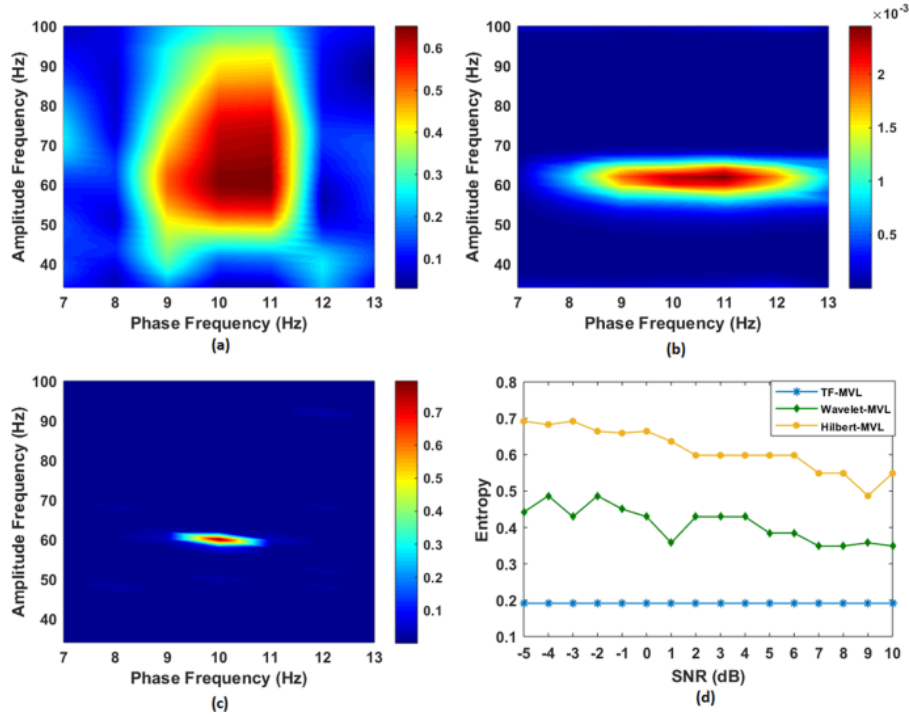 100
90
80
70
60
50
40
Amplitude Frequency (Hz)
7 8 9 10 11 12 13
Phase Frequency (Hz)
0.6
0.5
0.4
0.3
0.2
0.1
(a)
100
90
80
70
60
50
40
Amplitude Frequency (Hz)
7 8 9 10 11 12 13
Phase Frequency (Hz)
×10⁻³
2
1.5
1
0.5
(b)
100
90
80
70
60
50
40
Amplitude Frequency (Hz)
7 8 9 10 11 12 13
Phase Frequency (Hz)
0.7
0.6
0.5
0.4
0.3
0.2
0.1
(c)
0.8
0.7
0.6
0.5
0.4
0.3
0.2
0.1
Entropy
TF-MVL
Wavelet-MVL
Hilbert-MVL
-5 -4 -3 -2 -1 0 1 2 3 4 5 6 7 8 9 10
SNR (dB)
(d)